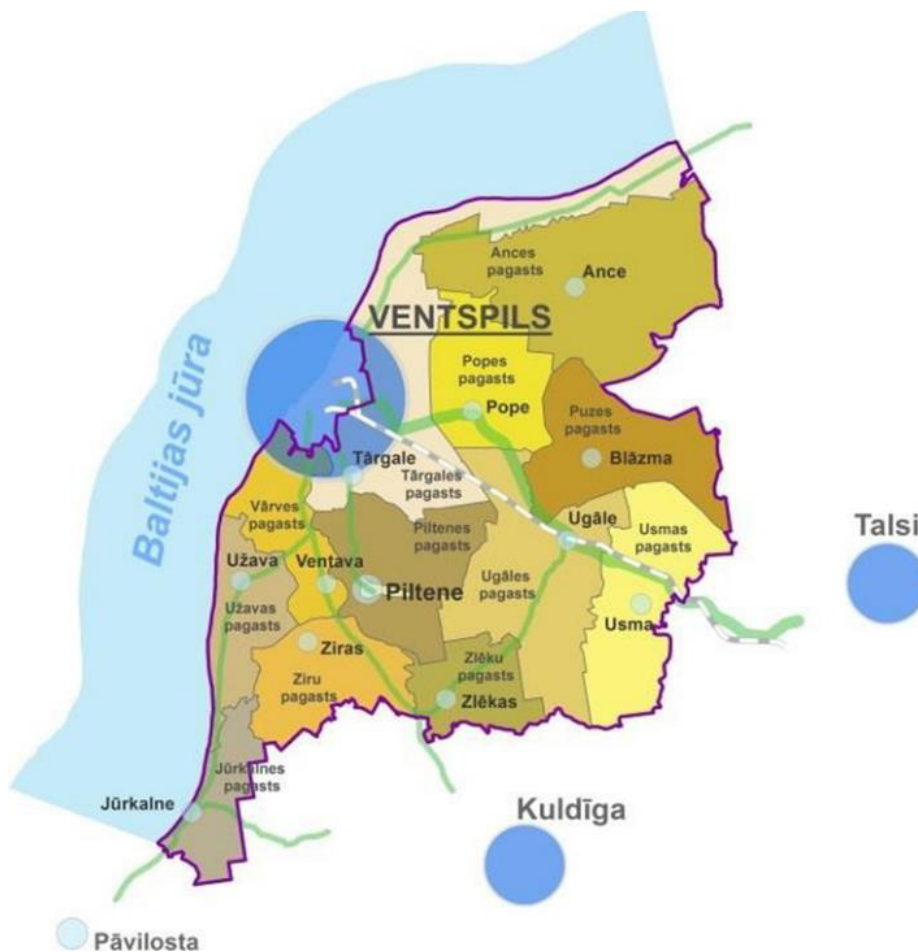 Baltijas jūra
Ances
pagasts
Ance
VENTSPILS
Popes
pagasts
Pope
Puzes
pagasts
Blāzma
Tārgale
Tārgales
pagasts
Vārves
pagasts
Piltenes
pagasts
Ugāle
Usmas
pagasts
Talsi
Užava
Ventava
Ugāles
pagasts
Piltene
Užavas
pagasts
Usma
Ziras
Zlēku
pagasts
Ziru
pagasts
Zlēkas
Jūrkalnes
pagasts
Jūrkalne
Kuldīga
Pāvilosta